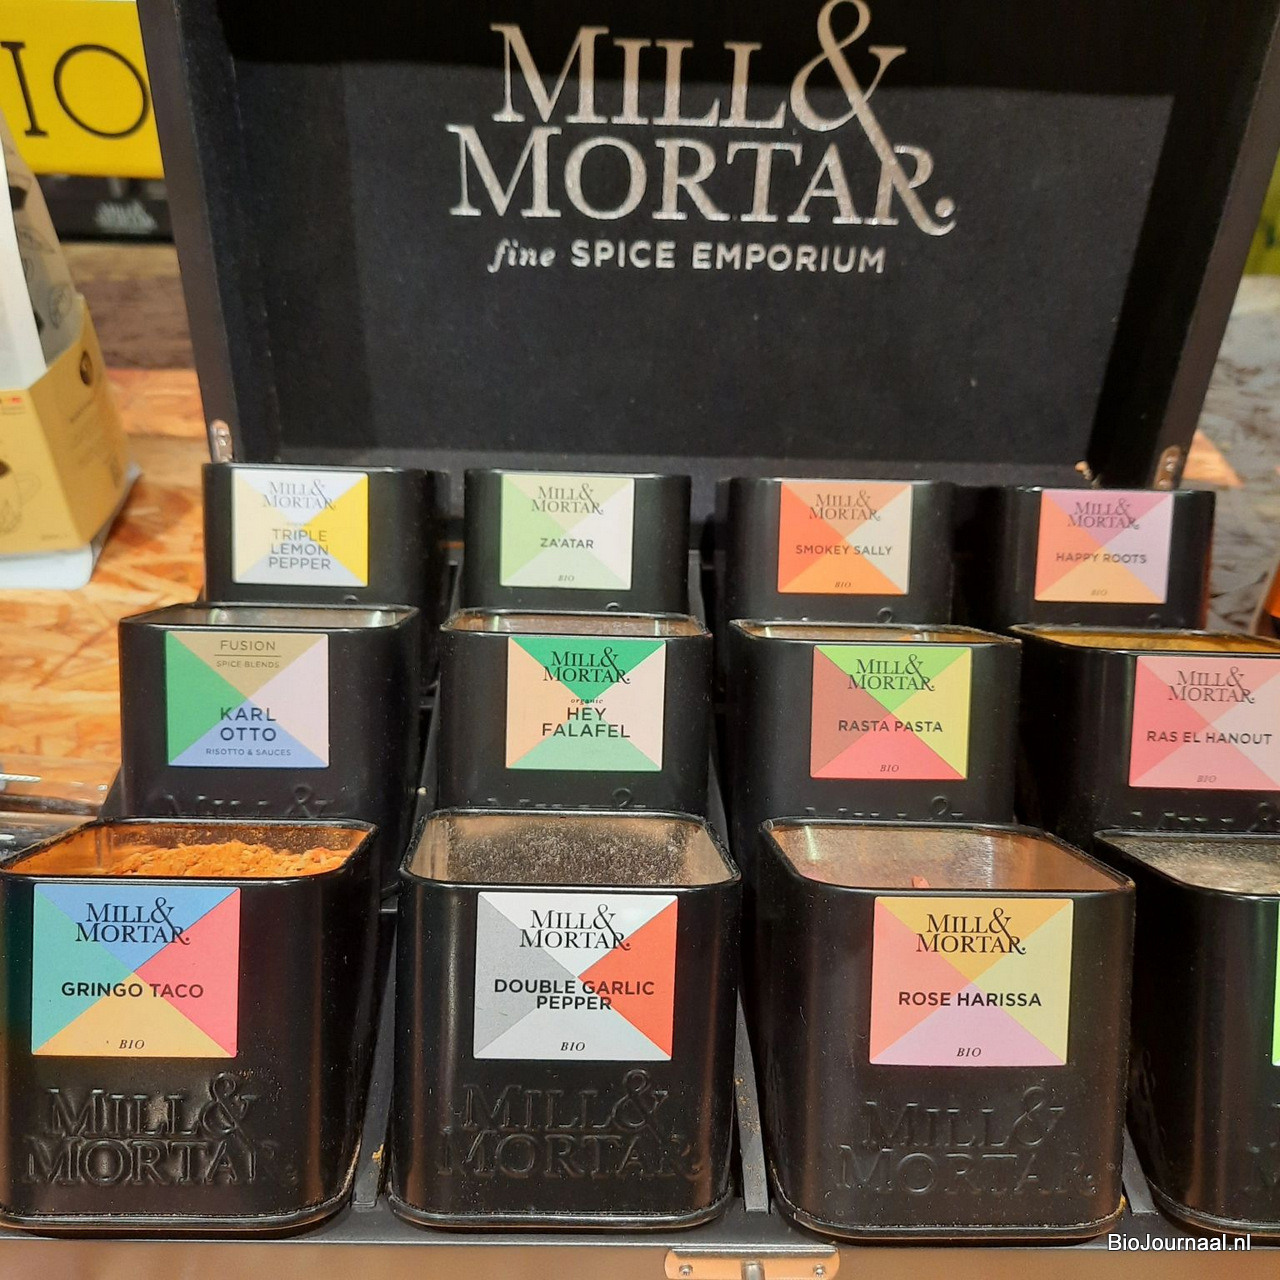 IO
MILL&
MORTAR.
fine SPICE EMPORIUM
MILL&
MORTAR.
TRIPLE
LEMON
PEPPER
MILL&
MORTAR.
ZA'ATAR
BIO
MILL&
MORTAR.
SMOKEY SALLY
BIO
MILL&
MORTAR.
HAPPY ROOTS
BIO
FUSION
SPICE BLENDS
KARL
OTTO
RISOTTO & SAUCES
MILL&
MORTAR.
organic
HEY
FALAFEL
MILL&
MORTAR.
RASTA PASTA
BIO
MILL&
MORTAR.
RAS EL HANOUT
BIO
MILL&
MORTAR.
GRINGO TACO
BIO
MILL&
MORTAR.
MILL&
MORTAR.
DOUBLE GARLIC
PEPPER
BIO
MILL&
MORTAR.
MILL&
MORTAR.
ROSE HARISSA
BIO
MILL&
MORTAR.
BioJournaal.nl